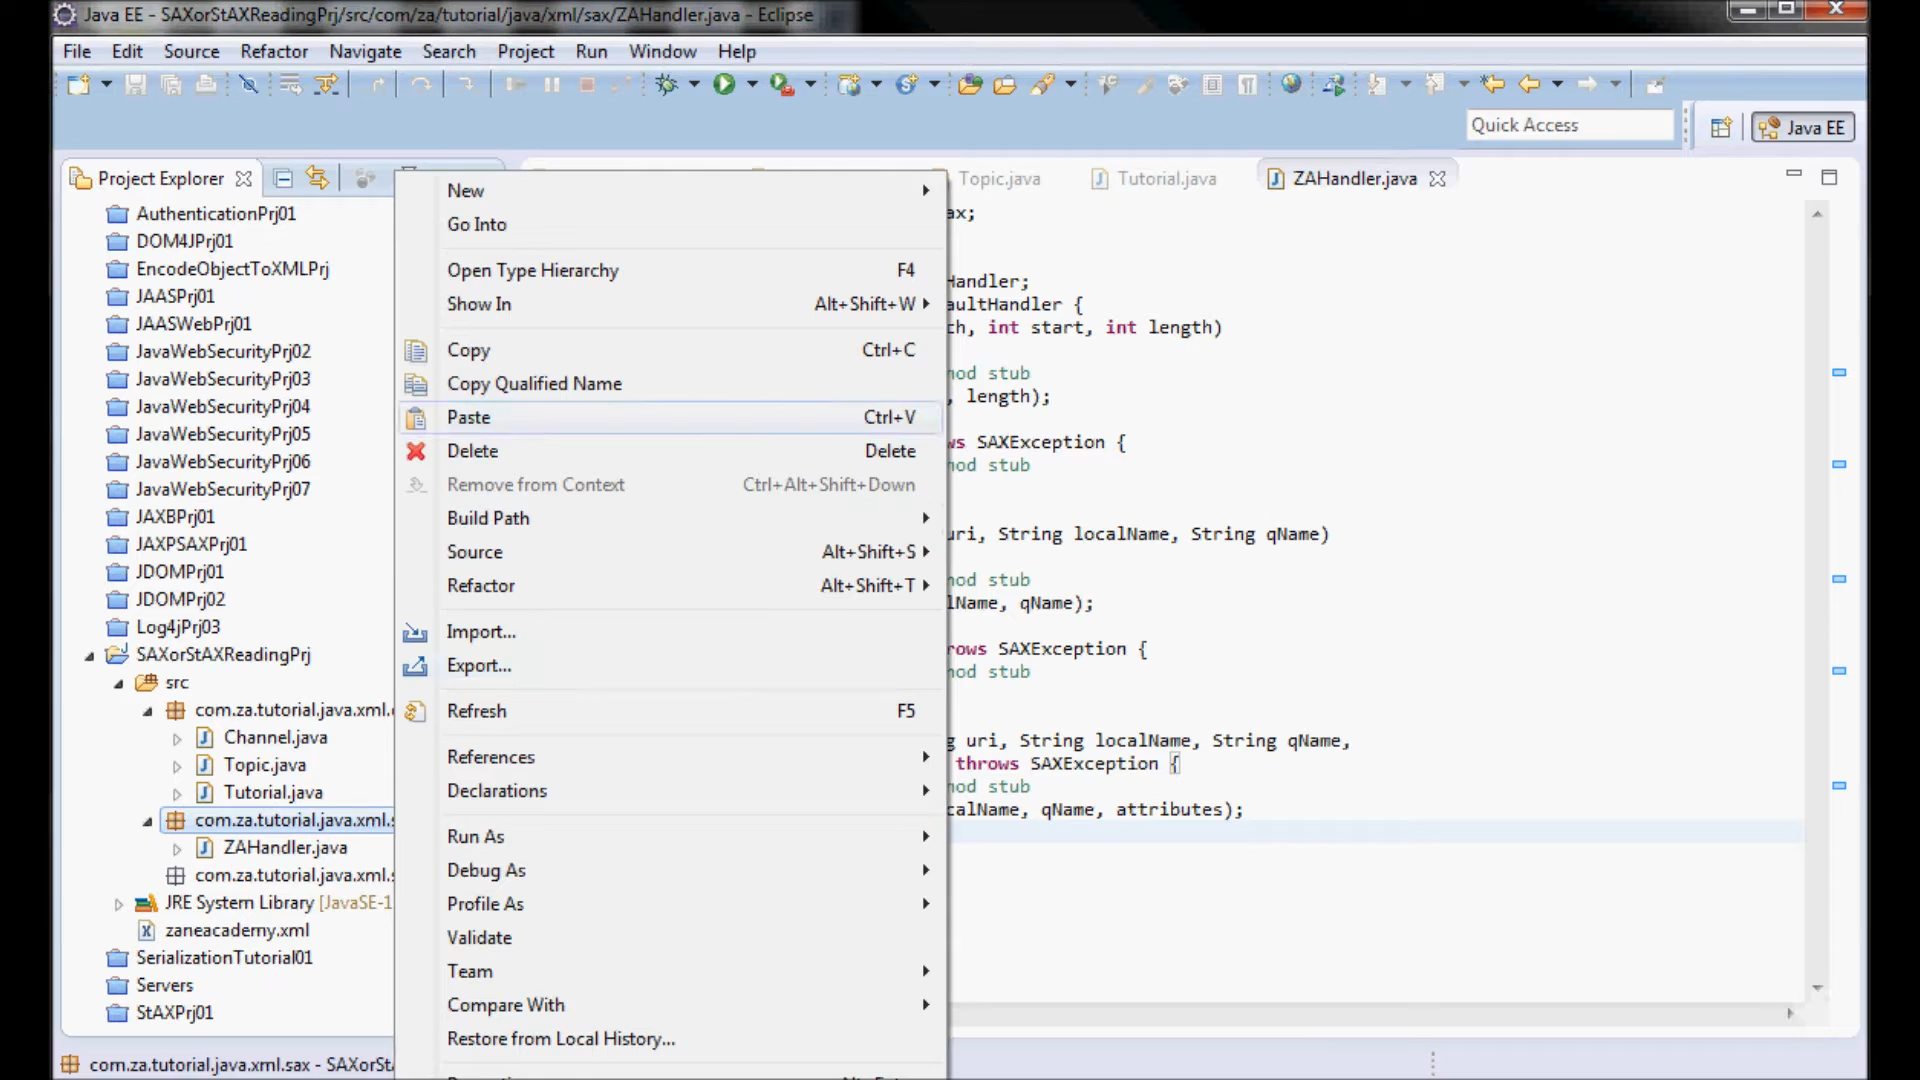 Java EE - SAXorStAXReadingPrj/src/com/za/tutorial/java/xml/sax/ZAHandler.java - Eclipse
File Edit Source Refactor Navigate Search Project Run Window Help
Quick Access
Java EE
Project Explorer
Topic.java
Tutorial.java
ZAHandler.java
AuthenticationPrj01
DOM4JPrj01
EncodeObjectToXMLPrj
JAASPrj01
JAASWebPrj01
JavaWebSecurityPrj02
JavaWebSecurityPrj03
JavaWebSecurityPrj04
JavaWebSecurityPrj05
JavaWebSecurityPrj06
JavaWebSecurityPrj07
JAXBPrj01
JAXPSAXPrj01
JDOMPrj01
JDOMPrj02
Log4jPrj03
SAXorStAXReadingPrj
src
com.za.tutorial.java.xml.
Channel.java
Topic.java
Tutorial.java
com.za.tutorial.java.xml.s
ZAHandler.java
com.za.tutorial.java.xml.s
JRE System Library [JavaSE-1
zaneacademy.xml
SerializationTutorial01
Servers
StAXPrj01
New
Go Into
Open Type Hierarchy F4
Show In Alt+Shift+W
Copy Ctrl+C
Copy Qualified Name
Paste Ctrl+V
Delete Delete
Remove from Context Ctrl+Alt+Shift+Down
Build Path
Source Alt+Shift+S
Refactor Alt+Shift+T
Import...
Export...
Refresh F5
References
Declarations
Run As
Debug As
Profile As
Validate
Team
Compare With
Restore from Local History...
ax;
Handler;
aultHandler {
ch, int start, int length)
hod stub
, length);
ws SAXException {
hod stub
uri, String localName, String qName)
hod stub
lName, qName);
rows SAXException {
hod stub
g uri, String localName, String qName,
throws SAXException {
hod stub
calName, qName, attributes);
com.za.tutorial.java.xml.sax - SAXorSt